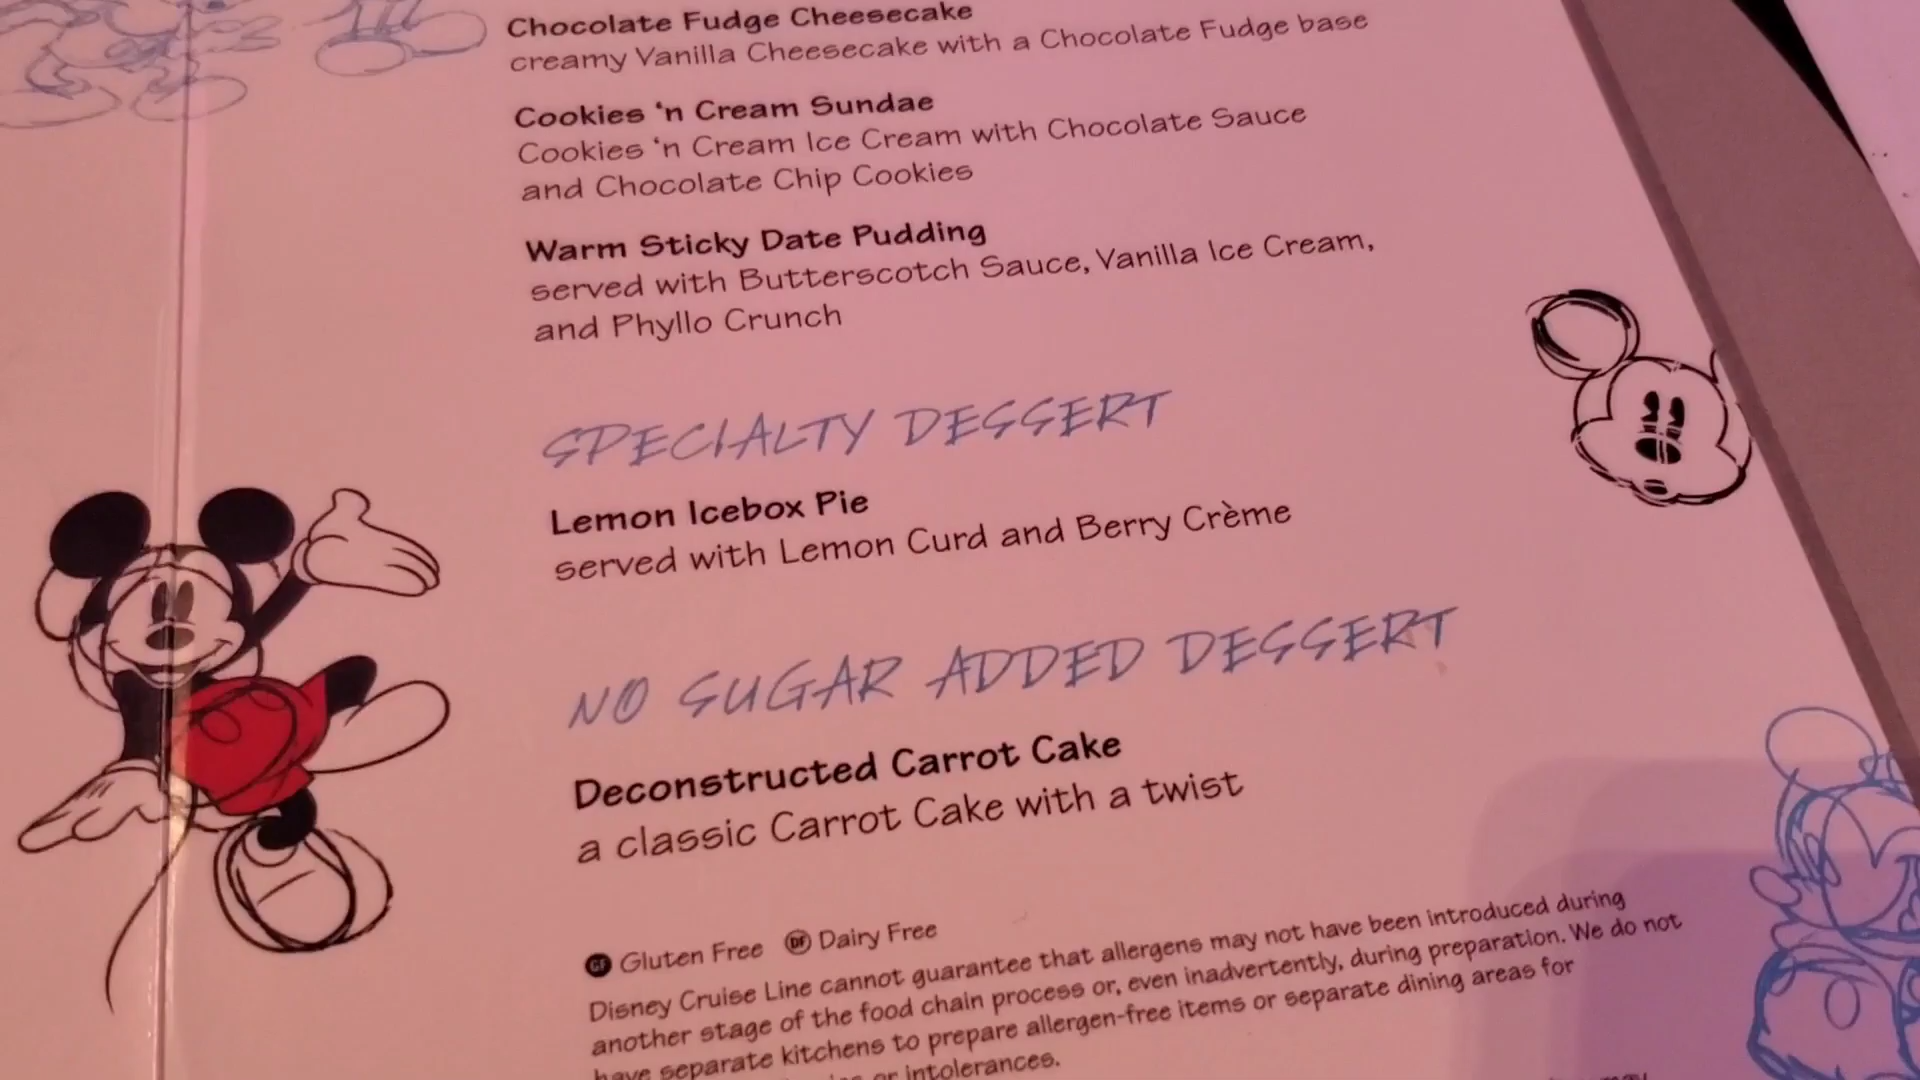 Chocolate Fudge Cheesecake
creamy Vanilla Cheesecake with a Chocolate Fudge base
Cookies 'n Cream Sundae
Cookies 'n Cream Ice Cream with Chocolate Sauce
and Chocolate Chip Cookies
Warm Sticky Date Pudding
served with Butterscotch Sauce, Vanilla Ice Cream,
and Phyllo Crunch
SPECIALTY DESSERT
Lemon Icebox Pie
served with Lemon Curd and Berry Crème
NO SUGAR ADDED DESSERT
Deconstructed Carrot Cake
a classic Carrot Cake with a twist
GF Gluten Free DF Dairy Free
Disney Cruise Line cannot guarantee that allergens may not have been introduced during
another stage of the food chain process or, even inadvertently, during preparation. We do not
have separate kitchens to prepare allergen-free items or separate dining areas for
or intolerances.